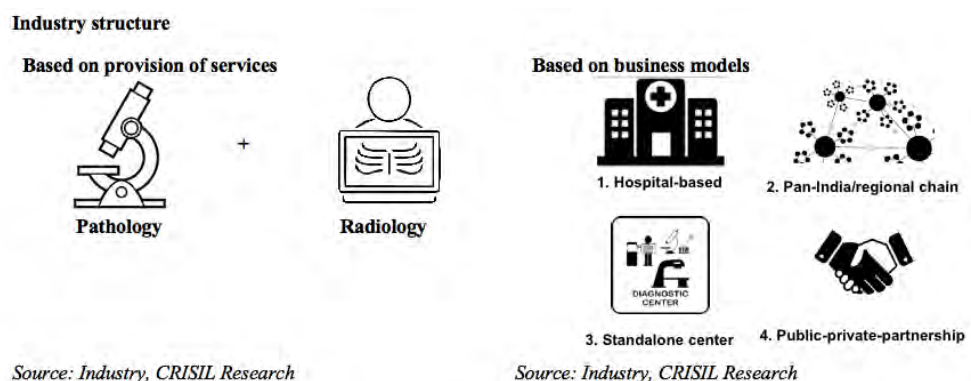 Industry structure
Based on provision of services
Based on business models
+
Pathology
Radiology
1. Hospital-based
2. Pan-India/regional chain
DIAGNOSTIC
CENTER
3. Standalone center
4. Public-private-partnership
Source: Industry, CRISIL Research
Source: Industry, CRISIL Research